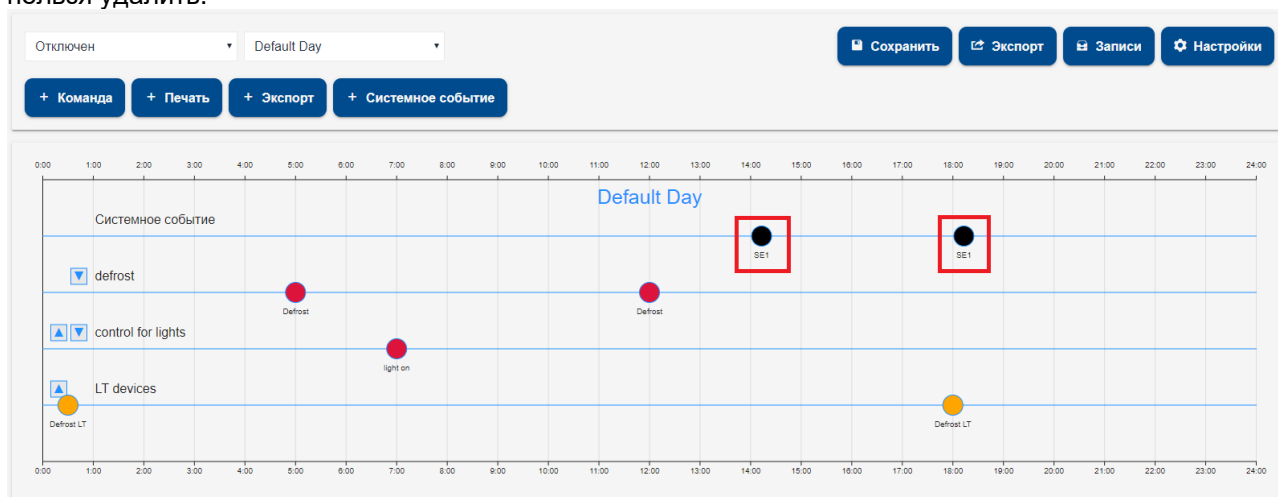 нельзя удалить.
Отключен Default Day Сохранить Экспорт Записи Настройки
+ Команда + Печать + Экспорт + Системное событие
0:00 1:00 2:00 3:00 4:00 5:00 6:00 7:00 8:00 9:00 10:00 11:00 12:00 13:00 14:00 15:00 16:00 17:00 18:00 19:00 20:00 21:00 22:00 23:00 24:00
Default Day
Системное событие
SE1 SE1
defrost
Defrost Defrost
control for lights
light on
LT devices
Defrost LT Defrost LT
0:00 1:00 2:00 3:00 4:00 5:00 6:00 7:00 8:00 9:00 10:00 11:00 12:00 13:00 14:00 15:00 16:00 17:00 18:00 19:00 20:00 21:00 22:00 23:00 24:00